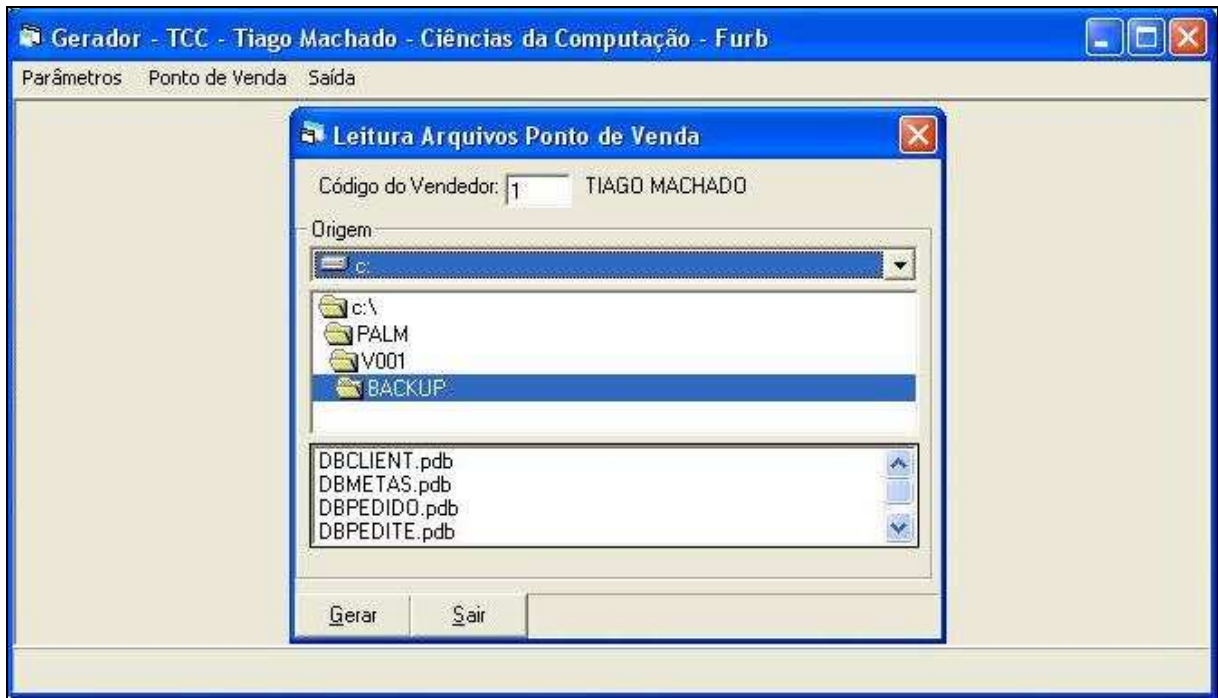 Gerador - TCC - Tiago Machado - Ciências da Computação - Furb
Parâmetros Ponto de Venda Saída
Leitura Arquivos Ponto de Venda
Código do Vendedor: 1 TIAGO MACHADO
Origem
c:
c:\
PALM
V001
BACKUP
DBCLIENT.pdb
DBMETAS.pdb
DBPEDIDO.pdb
DBPEDITE.pdb
Gerar Sair